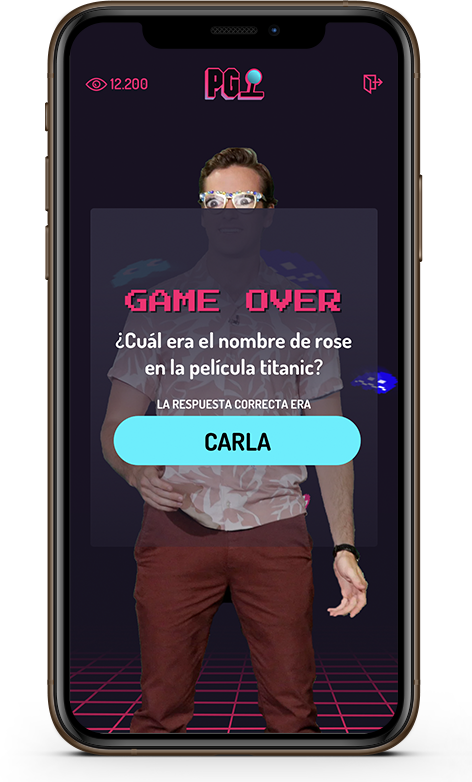 12.200
PG
GAME OVER
¿Cuál era el nombre de rose
en la película titanic?
LA RESPUESTA CORRECTA ERA
CARLA